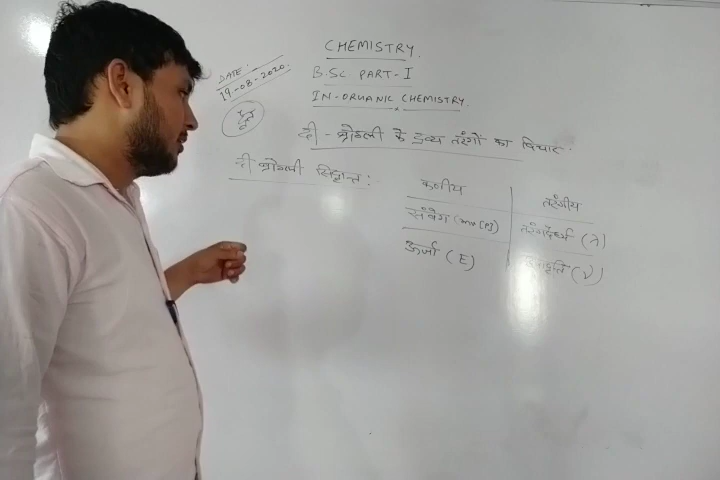 CHEMISTRY.
DATE:
19-08-2020.
B.SC PART-I
IN-ORGANIC CHEMISTRY.
दी-ब्रोग्ली के द्रव्य तरंगों का विचार:
दी ब्रोग्ली सिद्धान्त:
कणीय तरंगीय
संवेग (mv [P]) तरंगदैर्ध्य (λ)
ऊर्जा (E) आवृत्ति (ν)